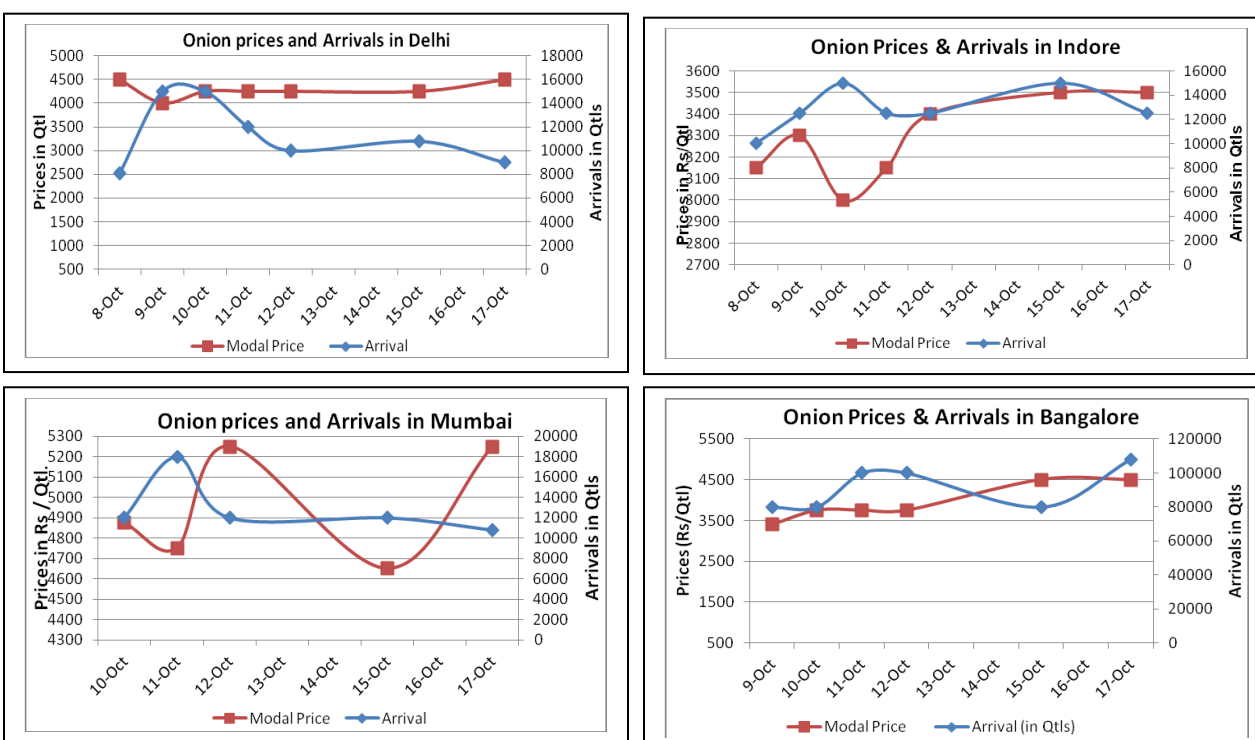 Onion prices and Arrivals in Delhi
Prices in Qtl
5000
4500
4000
3500
3000
2500
2000
1500
1000
500
18000
16000
14000
12000
10000
8000
6000
4000
2000
0
Arrivals in Qtls
8-Oct
9-Oct
10-Oct
11-Oct
12-Oct
13-Oct
14-Oct
15-Oct
16-Oct
17-Oct
Modal Price
Arrival
Onion Prices & Arrivals in Indore
Prices in Rs/Qtl
3600
3500
3400
3300
3200
3100
3000
2900
2800
2700
16000
14000
12000
10000
8000
6000
4000
2000
0
Arrivals in Qtls
8-Oct
9-Oct
10-Oct
11-Oct
12-Oct
13-Oct
14-Oct
15-Oct
16-Oct
17-Oct
Modal Price
Arrival
Onion prices and Arrivals in Mumbai
Prices in Rs / Qtl.
5300
5200
5100
5000
4900
4800
4700
4600
4500
4400
4300
20000
18000
16000
14000
12000
10000
8000
6000
4000
2000
0
Arrivals in Qtls
10-Oct
11-Oct
12-Oct
13-Oct
14-Oct
15-Oct
16-Oct
17-Oct
Modal Price
Arrival
Onion Prices & Arrivals in Bangalore
Prices (Rs/Qtl)
5500
4500
3500
2500
1500
500
120000
100000
80000
60000
40000
20000
0
Arrivals in Qtls
9-Oct
10-Oct
11-Oct
12-Oct
13-Oct
14-Oct
15-Oct
16-Oct
17-Oct
Modal Price
Arrival (in Qtls)